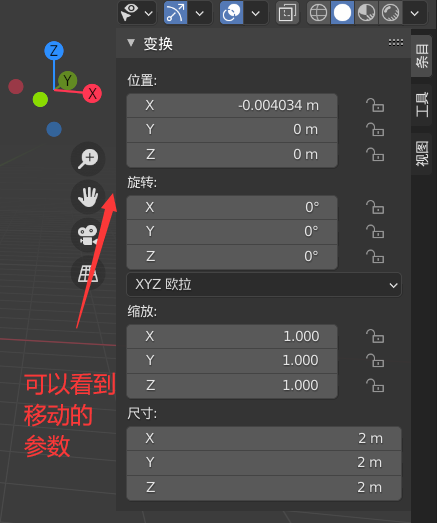 变换
位置:
X -0.004034 m
Y 0 m
Z 0 m
旋转:
X 0°
Y 0°
Z 0°
XYZ 欧拉
缩放:
X 1.000
Y 1.000
Z 1.000
尺寸:
X 2 m
Y 2 m
Z 2 m
条目
工具
视图
Z
Y
X
可以看到
移动的
参数